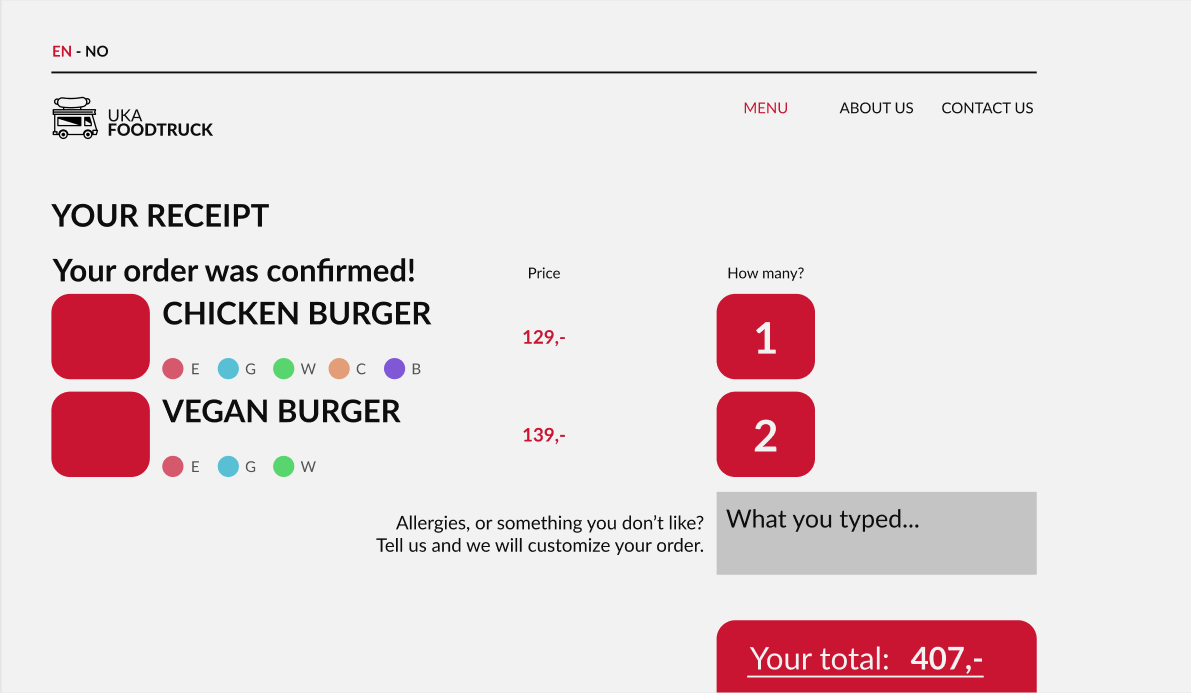 EN - NO
UKA
FOODTRUCK
MENU ABOUT US CONTACT US
YOUR RECEIPT
Your order was confirmed! Price How many?
CHICKEN BURGER
129,- 1
E G W C B
VEGAN BURGER
139,- 2
E G W
Allergies, or something you don't like?
Tell us and we will customize your order.
What you typed...
Your total: 407,-